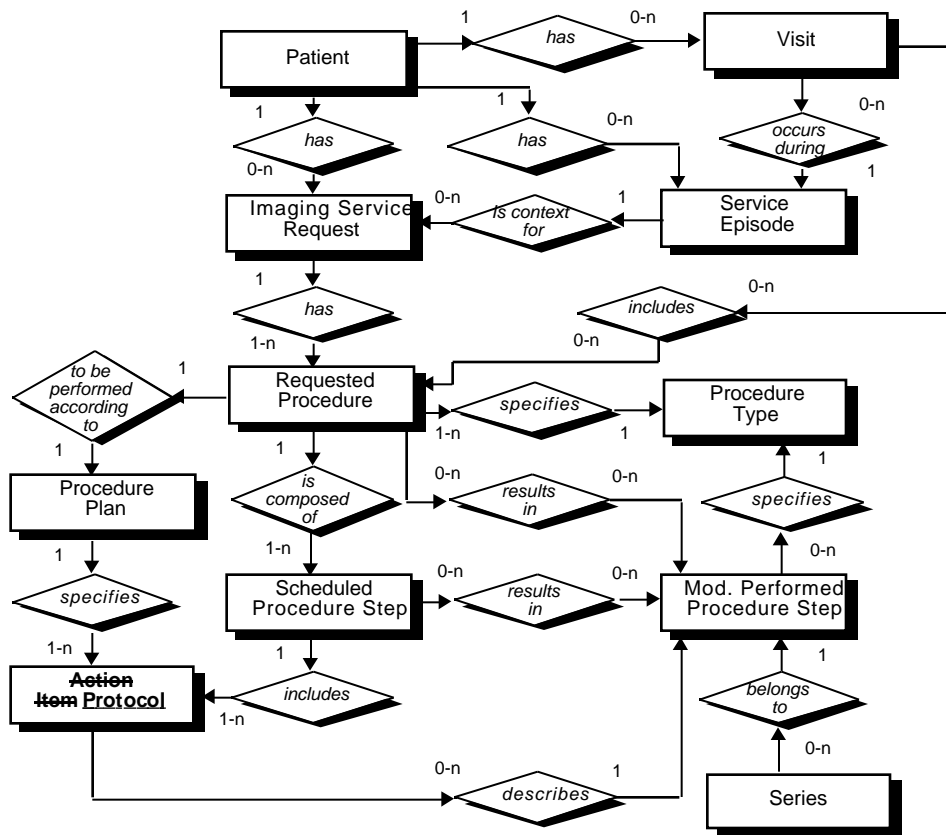 1
0-n
has
Visit
Patient
1
1
0-n
0-n
has
has
occurs
during
0-n
1
Imaging Service
Request
0-n
is context
for
1
Service
Episode
1
has
includes
0-n
0-n
1-n
to be
performed
according
to
1
Requested
Procedure
specifies
1-n
1
Procedure
Type
1
1
1
Procedure
Plan
is
composed
of
0-n
results
in
0-n
specifies
1
1-n
0-n
specifies
Scheduled
Procedure Step
0-n
results
in
0-n
Mod. Performed
Procedure Step
1-n
1
1
1
Action
Item Protocol
includes
1-n
belongs
to
0-n
0-n
describes
1
Series